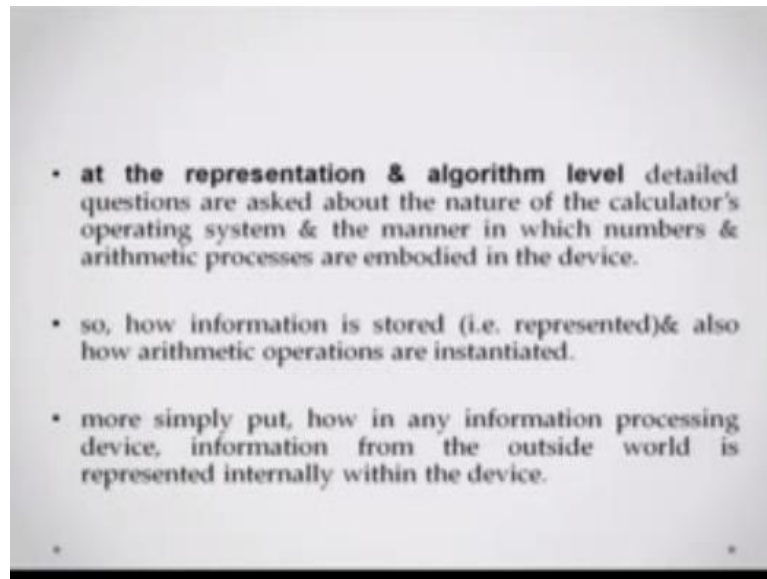 • at the representation & algorithm level detailed
questions are asked about the nature of the calculator's
operating system & the manner in which numbers &
arithmetic processes are embodied in the device.
• so, how information is stored (i.e. represented)& also
how arithmetic operations are instantiated.
• more simply put, how in any information processing
device, information from the outside world is
represented internally within the device.